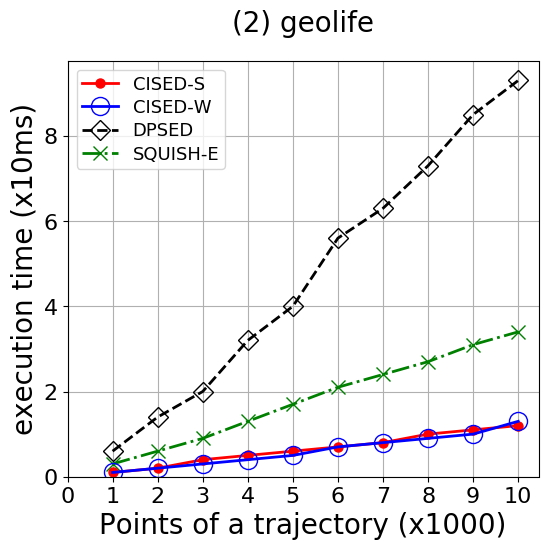 (2) geolife
CISED-S
CISED-W
DPSED
SQUISH-E
execution time (x10ms)
8
6
4
2
0
0 1 2 3 4 5 6 7 8 9 10
Points of a trajectory (x1000)